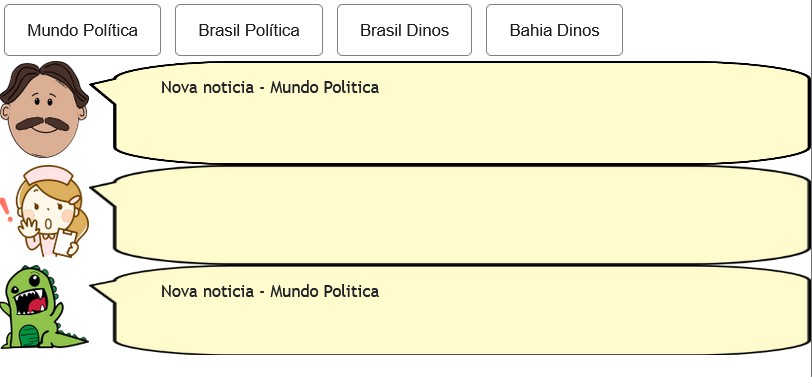 Mundo Política
Brasil Política
Brasil Dinos
Bahia Dinos
Nova noticia - Mundo Politica
Nova noticia - Mundo Politica